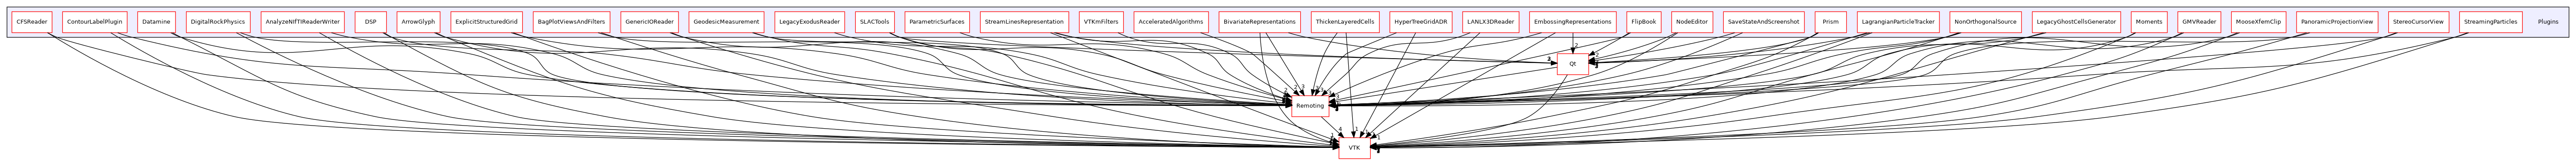 CFSReader
ContourLabelPlugin
Datamine
DigitalRockPhysics
AnalyzeNIfTIReaderWriter
DSP
ArrowGlyph
ExplicitStructuredGrid
BagPlotViewsAndFilters
GenericIOReader
GeodesicMeasurement
LegacyExodusReader
SLACTools
ParametricSurfaces
StreamLinesRepresentation
VTKmFilters
AcceleratedAlgorithms
BivariateRepresentations
ThickenLayeredCells
HyperTreeGridADR
LANLX3DReader
EmbossingRepresentations
FlipBook
NodeEditor
SaveStateAndScreenshot
Prism
LagrangianParticleTracker
NonOrthogonalSource
LegacyGhostCellsGenerator
Moments
GMVReader
MooseXfemClip
PanoramicProjectionView
StereoCursorView
StreamingParticles
Plugins
Qt
Remoting
VTK